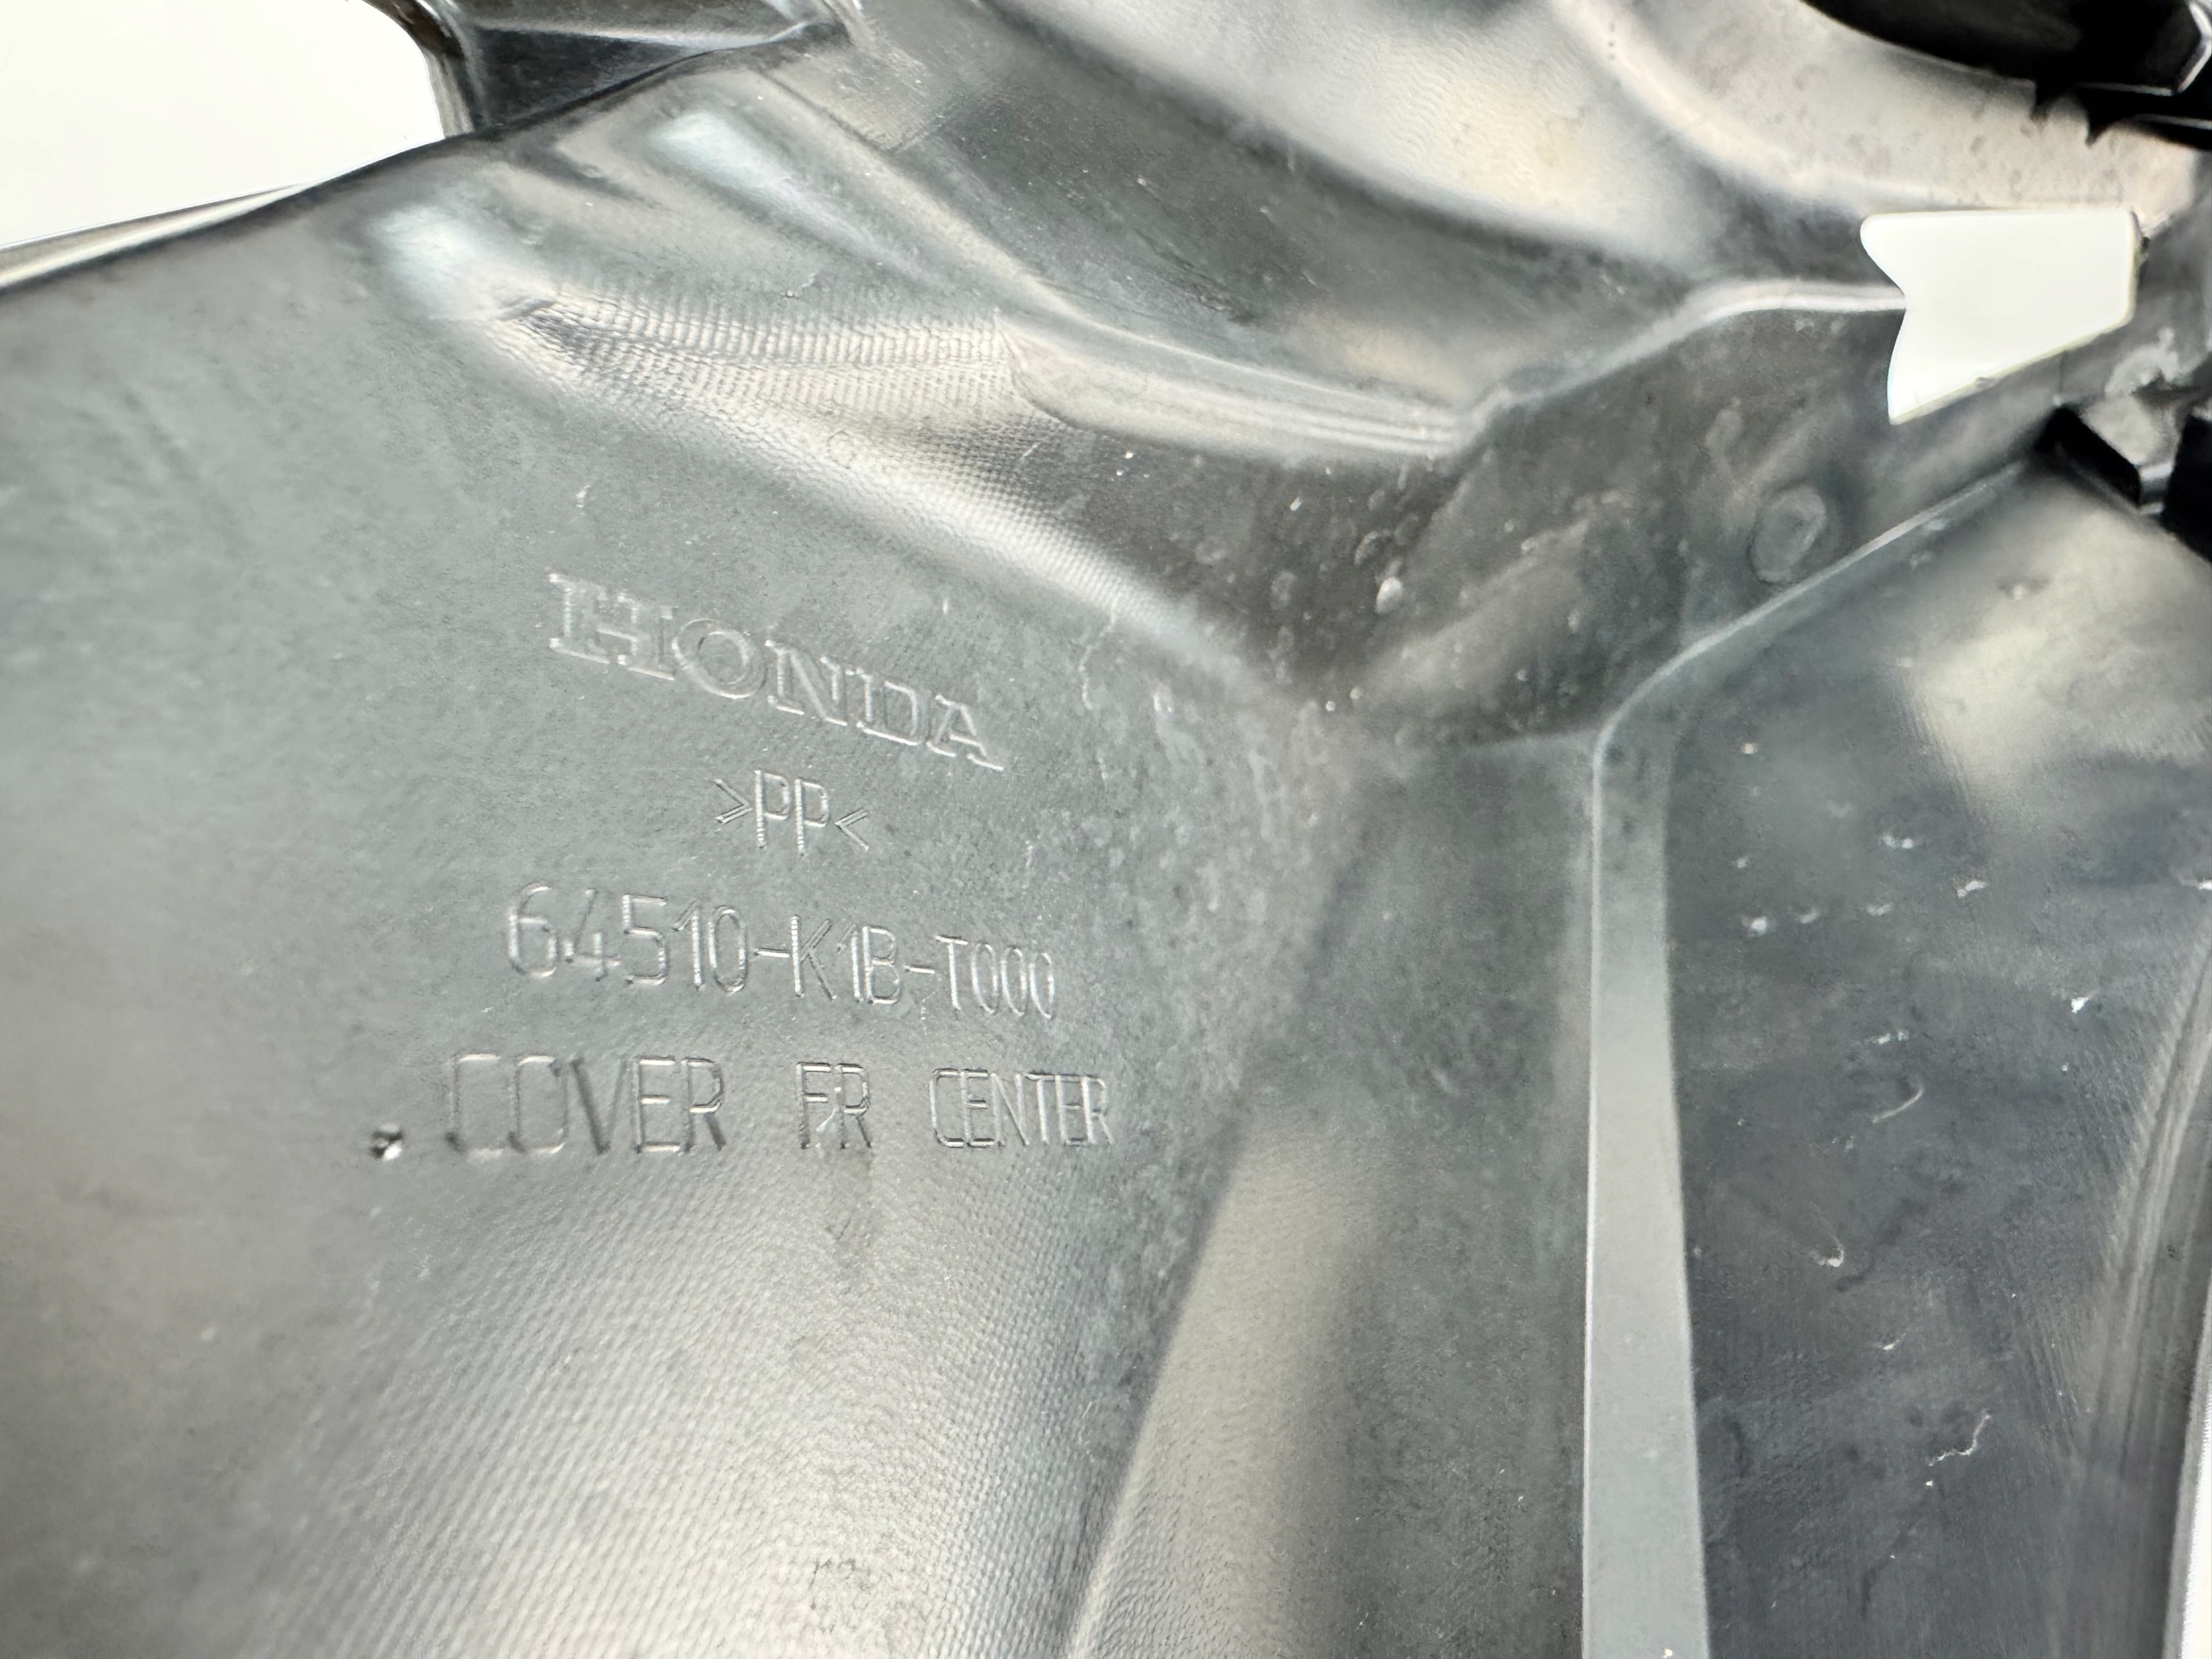 HONDA
>PP<
64510-K1B-T000
COVER FR CENTER